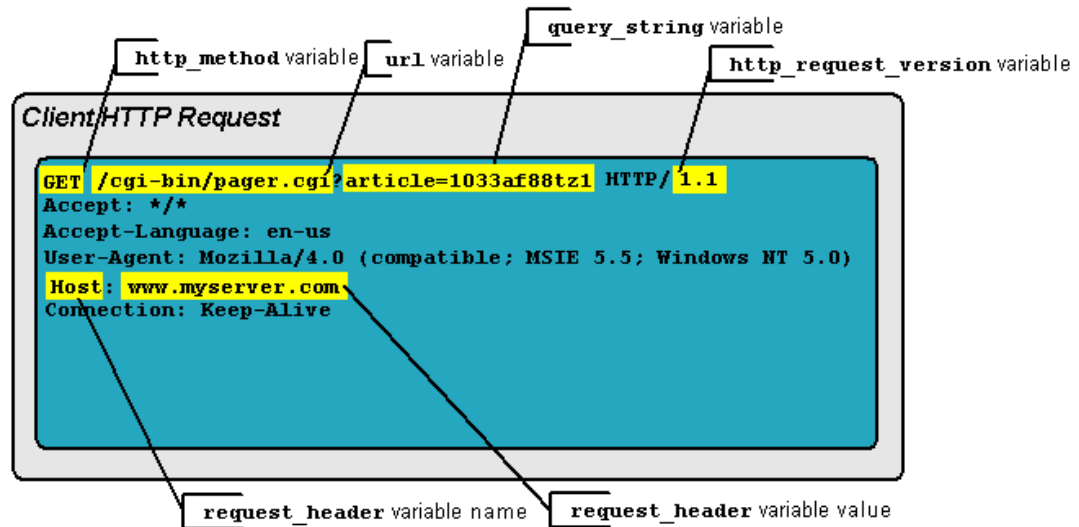 query_string variable
http_method variable
url variable
http_request_version variable
Client HTTP Request
GET /cgi-bin/pager.cgi?article=1033af88tz1 HTTP/1.1
Accept: */*
Accept-Language: en-us
User-Agent: Mozilla/4.0 (compatible; MSIE 5.5; Windows NT 5.0)
Host: www.myserver.com
Connection: Keep-Alive
request_header variable name
request_header variable value